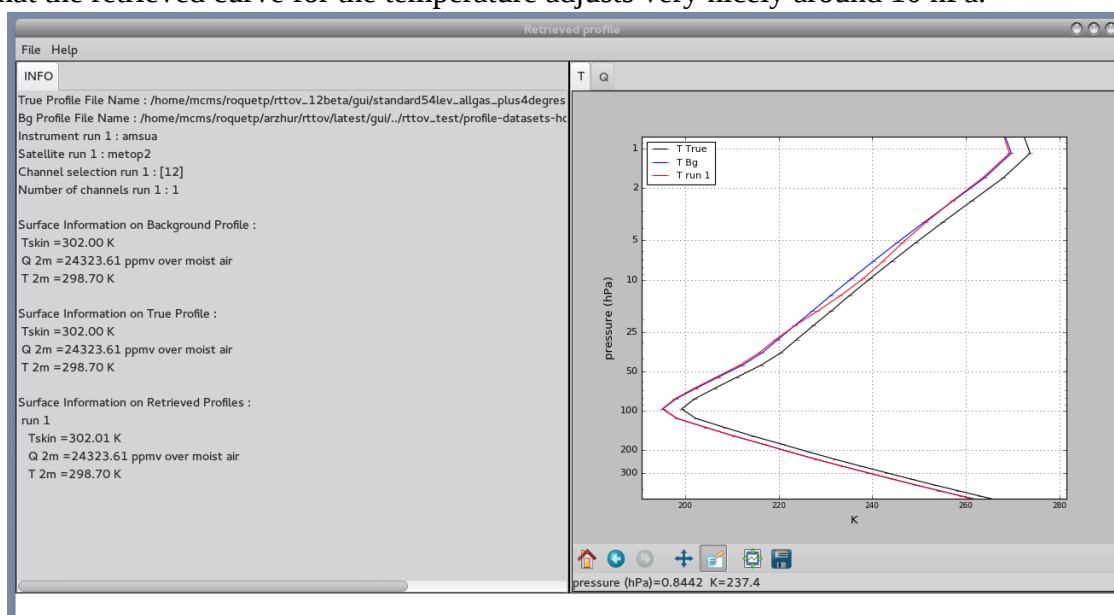 that the retrieved curve for the temperature adjusts very nicely around 10 hPa.
Retrieved profile
File Help
INFO
True Profile File Name : /home/mcms/roquetp/rttov_12beta/gui/standard54lev_allgas_plus4degres
Bg Profile File Name : /home/mcms/roquetp/arzhur/rttov/latest/gui/../rttov_test/profile-datasets-hd
Instrument run 1 : amsua
Satellite run 1 : metop2
Channel selection run 1 : [12]
Number of channels run 1 : 1
Surface Information on Background Profile :
Tskin =302.00 K
Q 2m =24323.61 ppmv over moist air
T 2m =298.70 K
Surface Information on True Profile :
Tskin =302.00 K
Q 2m =24323.61 ppmv over moist air
T 2m =298.70 K
Surface Information on Retrieved Profiles :
run 1
Tskin =302.01 K
Q 2m =24323.61 ppmv over moist air
T 2m =298.70 K
T Q
T True
T Bg
T run 1
pressure (hPa)
1
2
5
10
25
50
100
200
300
200 220 240 260 280
K
pressure (hPa)=0.8442 K=237.4